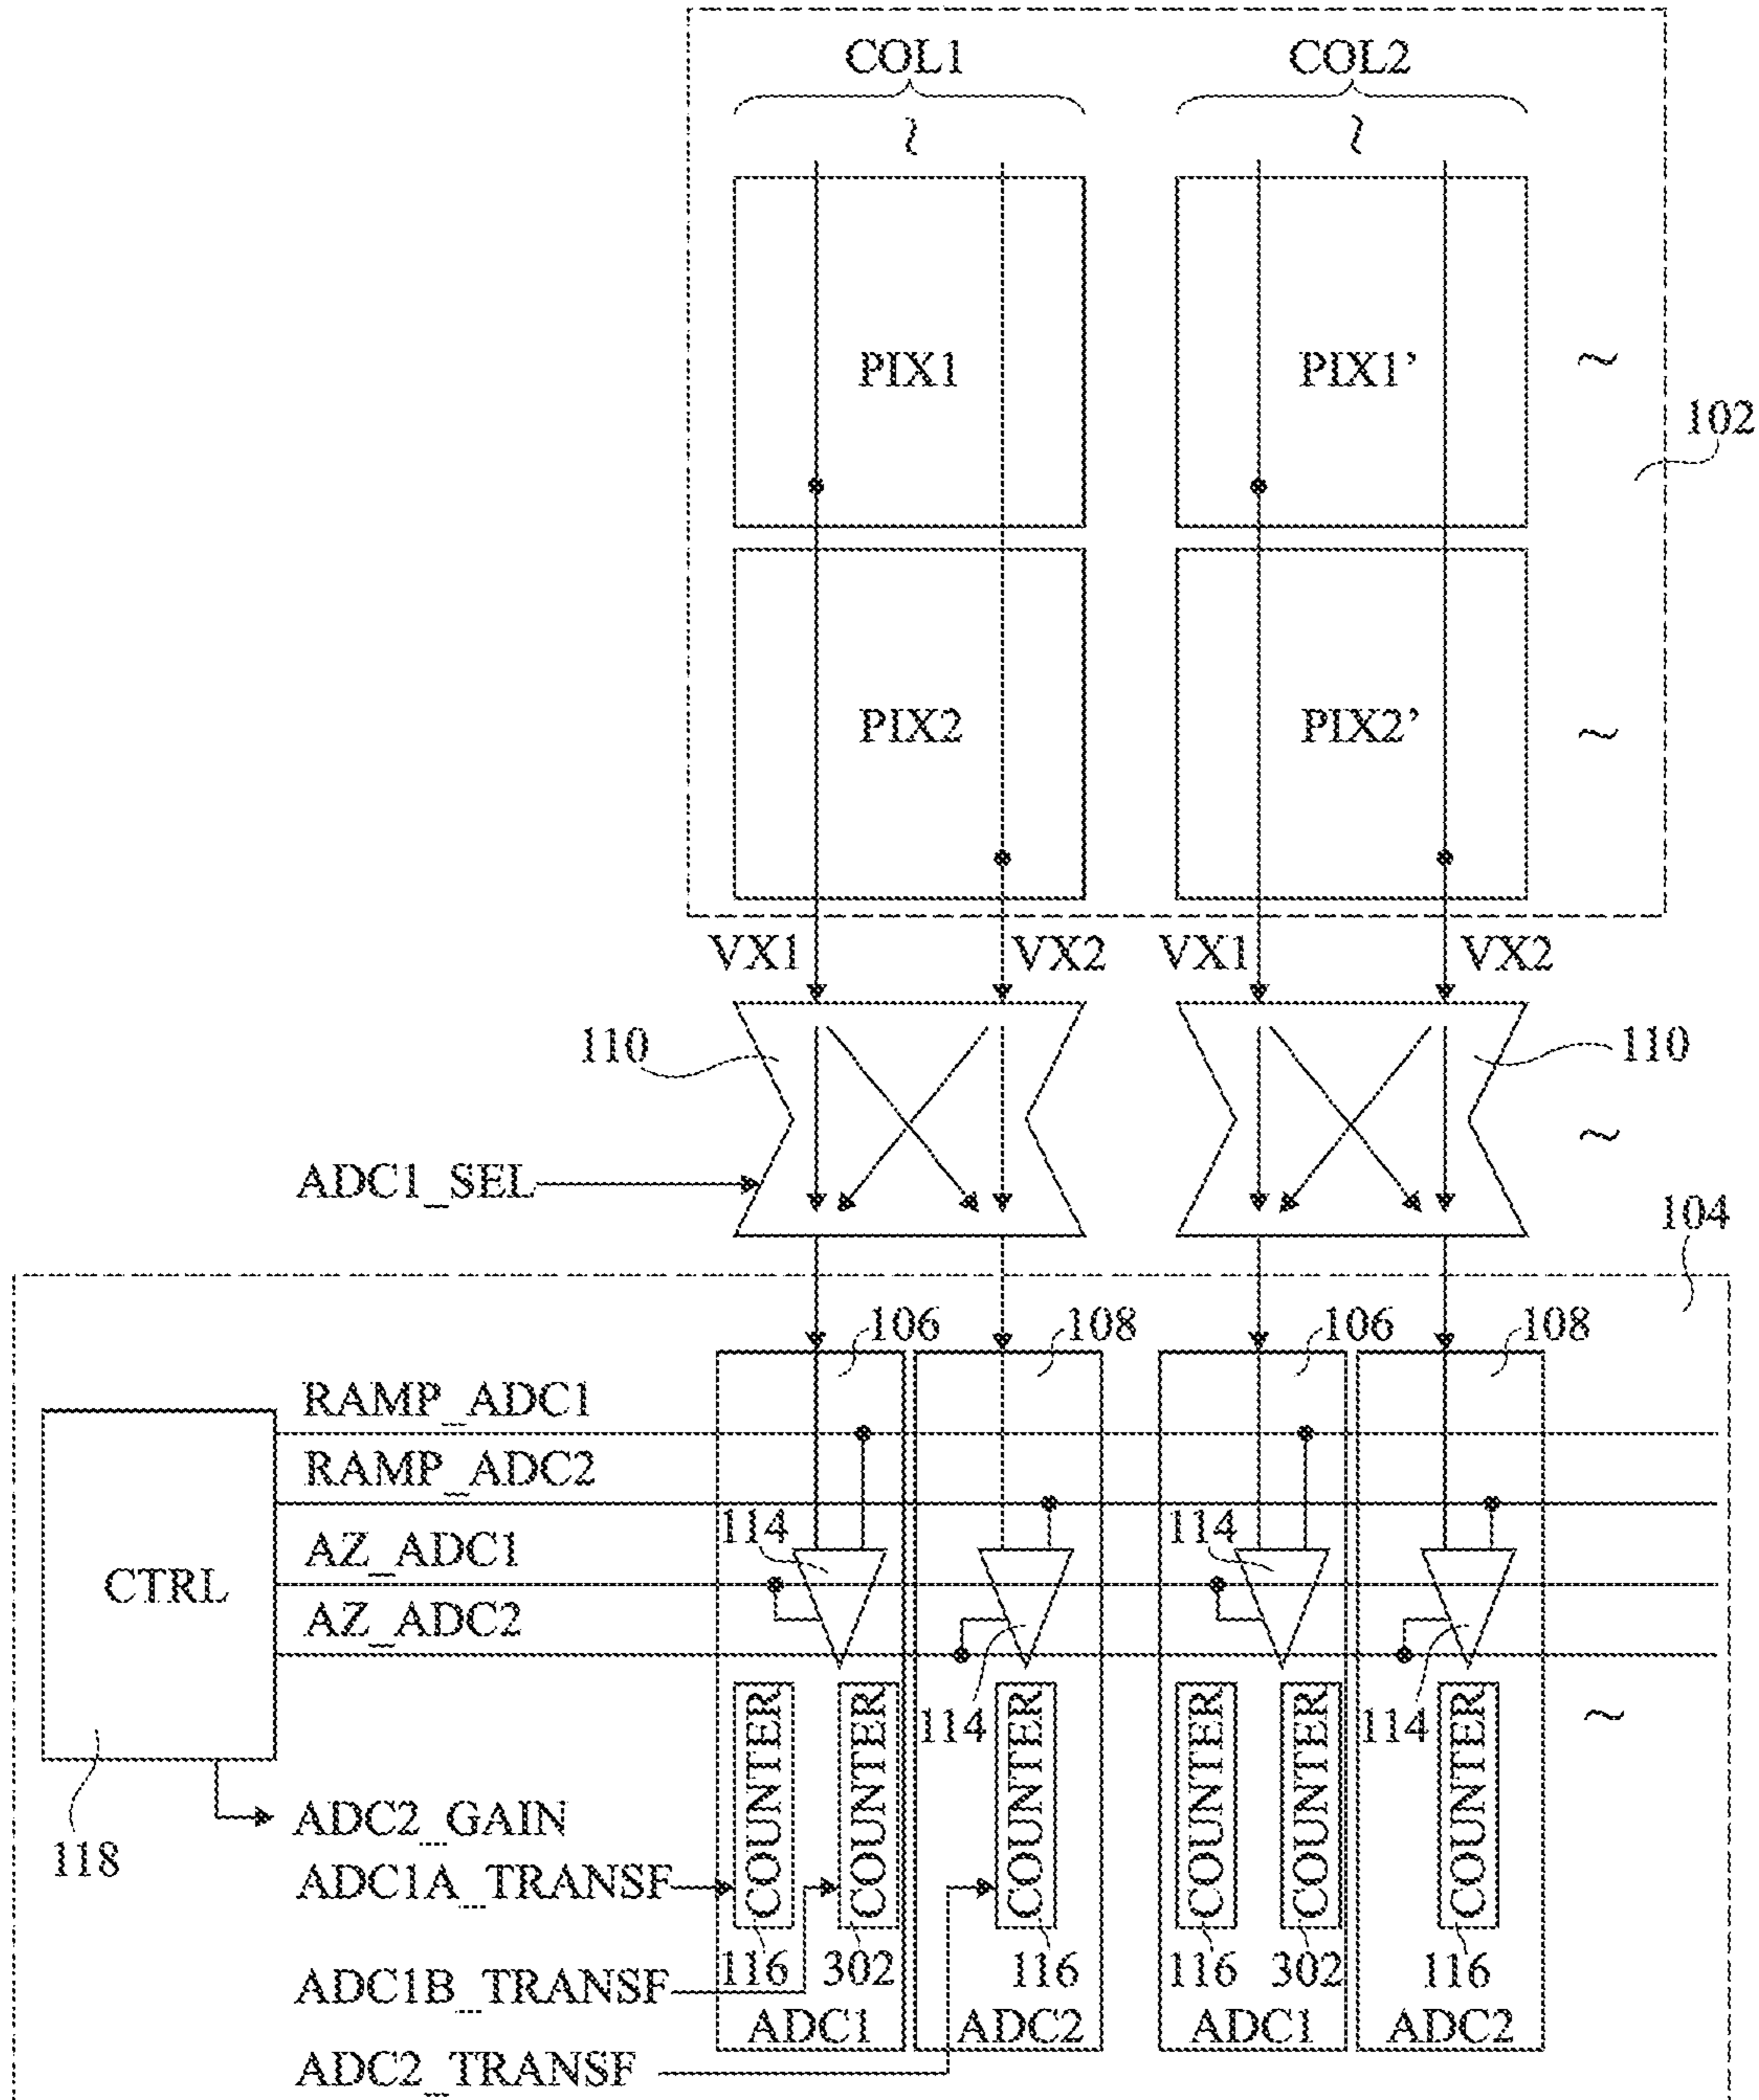 COL1 COL2
PIX1 PIX1’
102
PIX2 PIX2’
VX1 VX2 VX1 VX2
110 110
ADC1_SEL
104
106 108 106 108
RAMP_ADC1
RAMP_ADC2
114 114
AZ_ADC1
CTRL
AZ_ADC2
COUNTER COUNTER COUNTER COUNTER COUNTER COUNTER
114 114
ADC2_GAIN
118
ADC1A_TRANSF
116 302 116 116 302 116
ADC1B_TRANSF
ADC1 ADC2 ADC1 ADC2
ADC2_TRANSF